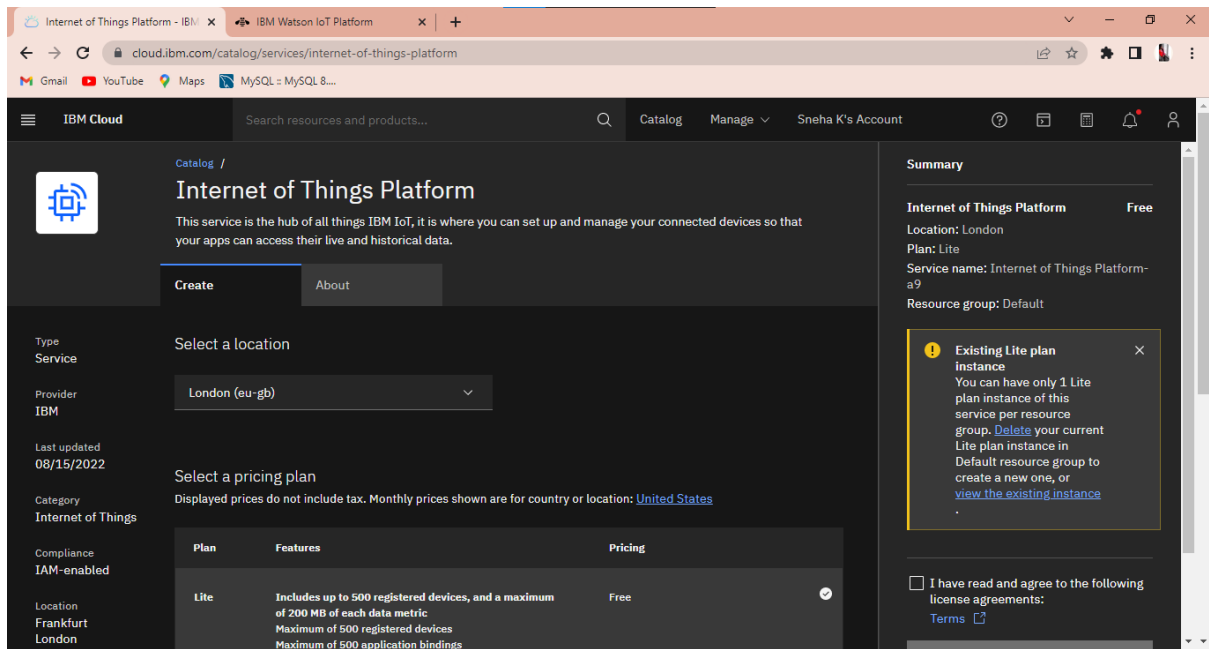 Internet of Things Platform - IBM
IBM Watson IoT Platform
cloud.ibm.com/catalog/services/internet-of-things-platform
Gmail
YouTube
Maps
MySQL :: MySQL 8....
IBM Cloud
Search resources and products...
Catalog
Manage
Sneha K's Account
Catalog /
Internet of Things Platform
This service is the hub of all things IBM IoT, it is where you can set up and manage your connected devices so that
your apps can access their live and historical data.
Create
About
Type
Service
Provider
IBM
Last updated
08/15/2022
Category
Internet of Things
Compliance
IAM-enabled
Location
Frankfurt
London
Select a location
London (eu-gb)
Select a pricing plan
Displayed prices do not include tax. Monthly prices shown are for country or location: United States
Plan
Features
Pricing
Lite
Includes up to 500 registered devices, and a maximum
of 200 MB of each data metric
Maximum of 500 registered devices
Maximum of 500 application bindings
Free
Summary
Internet of Things Platform
Free
Location: London
Plan: Lite
Service name: Internet of Things Platform-
a9
Resource group: Default
Existing Lite plan
instance
You can have only 1 Lite
plan instance of this
service per resource
group. Delete your current
Lite plan instance in
Default resource group to
create a new one, or
view the existing instance
.
I have read and agree to the following
license agreements:
Terms